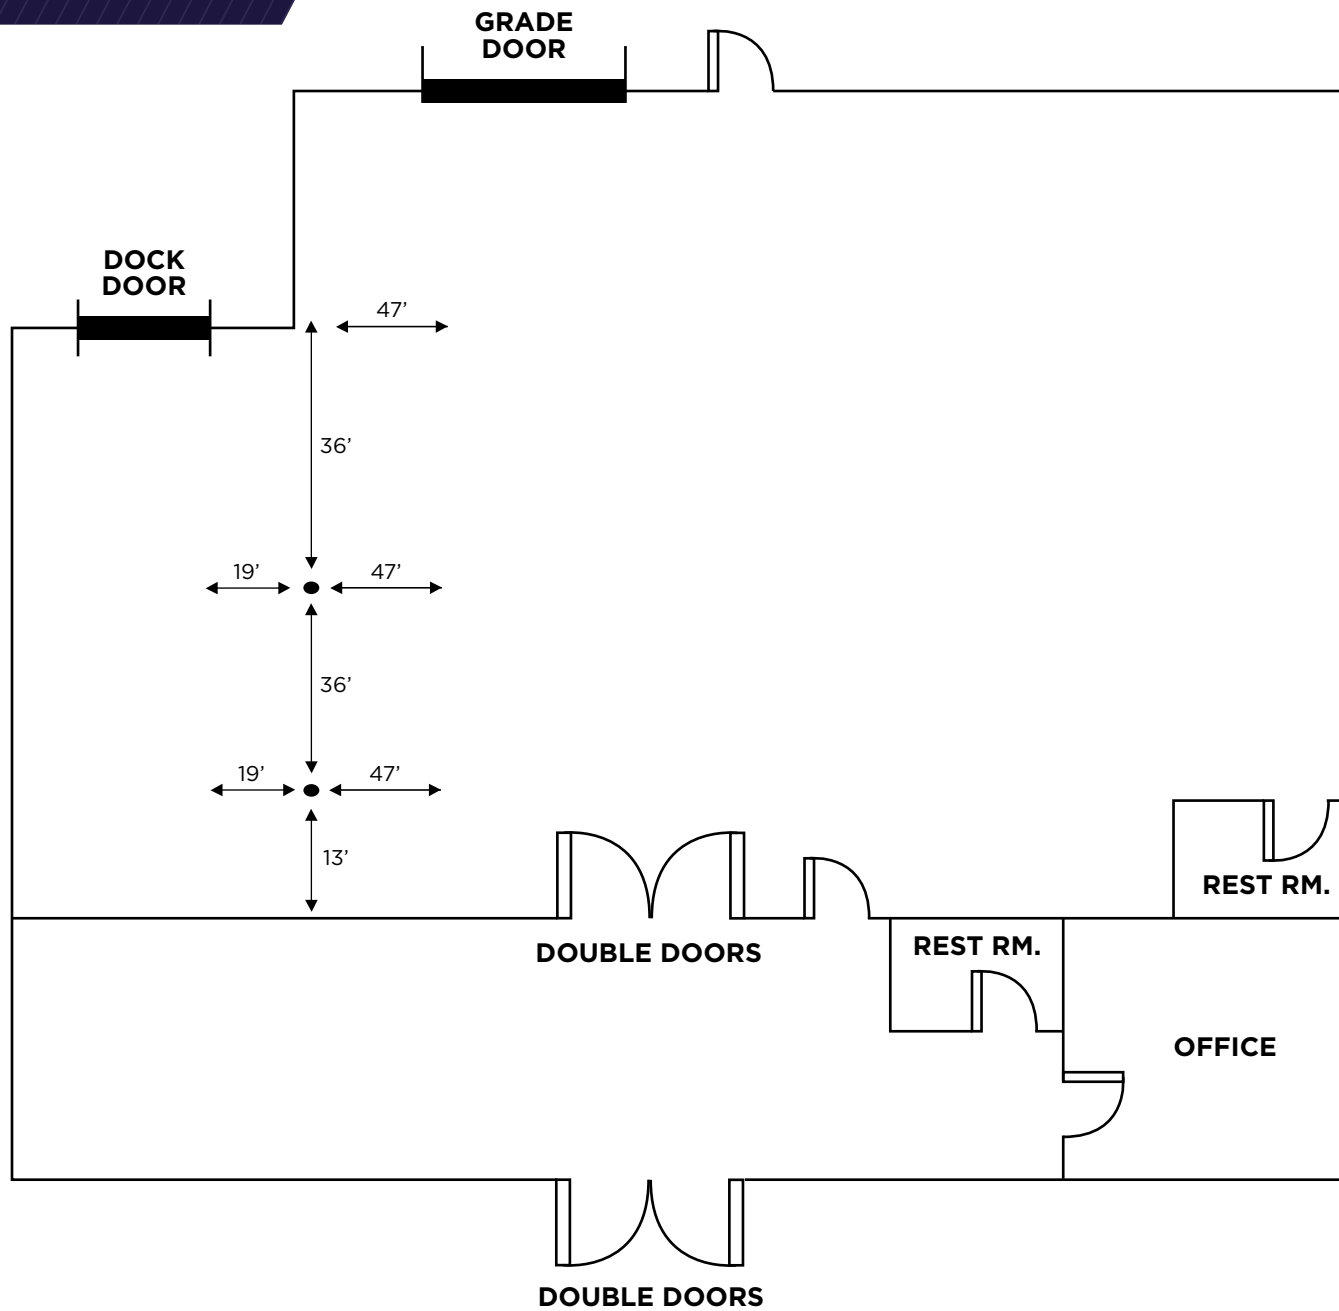 GRADE
DOOR
DOCK
DOOR
47’
36’
19’
47’
36’
19’
47’
13’
REST RM.
DOUBLE DOORS
REST RM.
OFFICE
DOUBLE DOORS